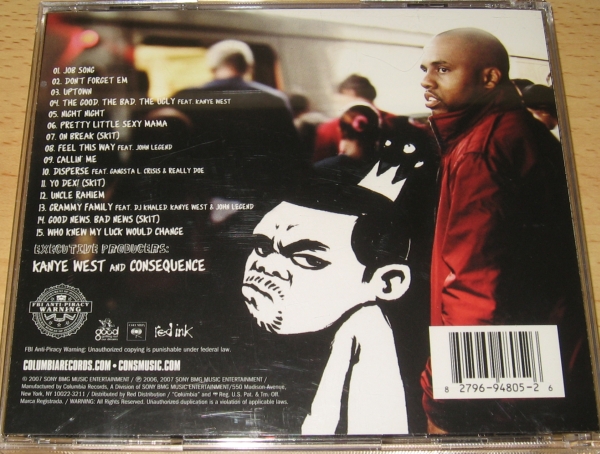 01. JOB SONG
02. DON'T FORGET EM
03. UPTOWN
04. THE GOOD, THE BAD, THE UGLY FEAT. KANYE WEST
05. NIGHT NIGHT
06. PRETTY LITTLE SEXY MAMA
07. ON BREAK (SKIT)
08. FEEL THIS WAY FEAT. JOHN LEGEND
09. CALLIN' ME
10. DISPERSE FEAT. GANGSTA L. CRISIS & REALLY DOE
11. YO DEX! (SKIT)
12. UNCLE RAHIEM
13. GRAMMY FAMILY FEAT. DJ KHALED, KANYE WEST & JOHN LEGEND
14. GOOD NEWS, BAD NEWS (SKIT)
15. WHO KNEW MY LUCK WOULD CHANGE
EXECUTIVE PRODUCERS:
KANYE WEST AND CONSEQUENCE
FBI ANTI-PIRACY
WARNING
good
COLUMBIA
red ink
FBI Anti-Piracy Warning: Unauthorized copying is punishable under federal law.
COLUMBIARECORDS.COM • CONSMUSIC.COM
© 2007 SONY BMG MUSIC ENTERTAINMENT / ℗ 2006, 2007 SONY BMG MUSIC ENTERTAINMENT /
Manufactured by Columbia Records, A Division of SONY BMG MUSIC ENTERTAINMENT/550 Madison Avenue,
New York, NY 10022-3211 / Distributed by Red Distribution / "Columbia" and Reg. U.S. Pat. & Tm. Off.
Marca Registrada. / WARNING: All Rights Reserved. Unauthorized duplication is a violation of applicable laws.
8 2796-94805-2 6